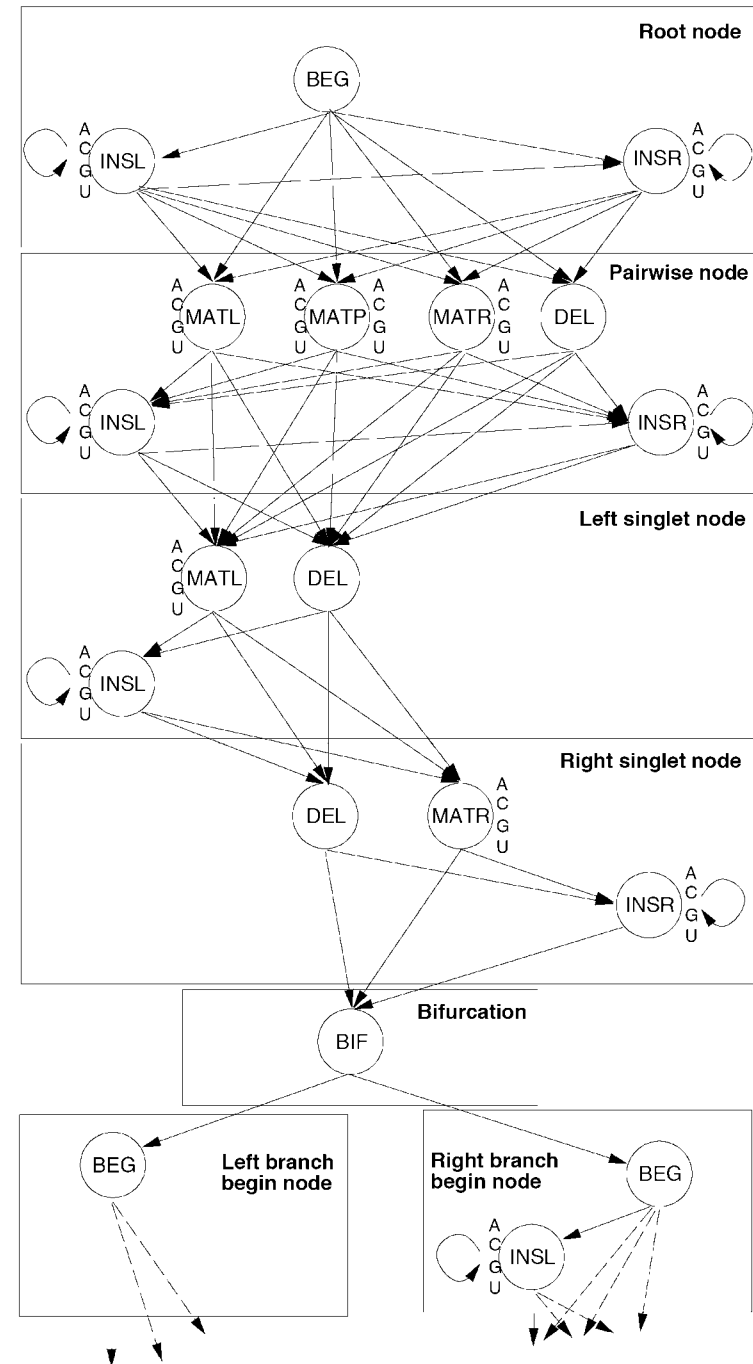 Root node
BEG
A
C
G
U
INSL
INSR
A
C
G
U
Pairwise node
A
C
G
U
MATL
A
C
G
U
MATP
A
C
G
U
MATR
A
C
G
U
DEL
A
C
G
U
INSL
INSR
A
C
G
U
Left singlet node
A
C
G
U
MATL
DEL
A
C
G
U
INSL
Right singlet node
DEL
MATR
A
C
G
U
INSR
A
C
G
U
Bifurcation
BIF
BEG
Left branch
begin node
Right branch
begin node
BEG
A
C
G
U
INSL